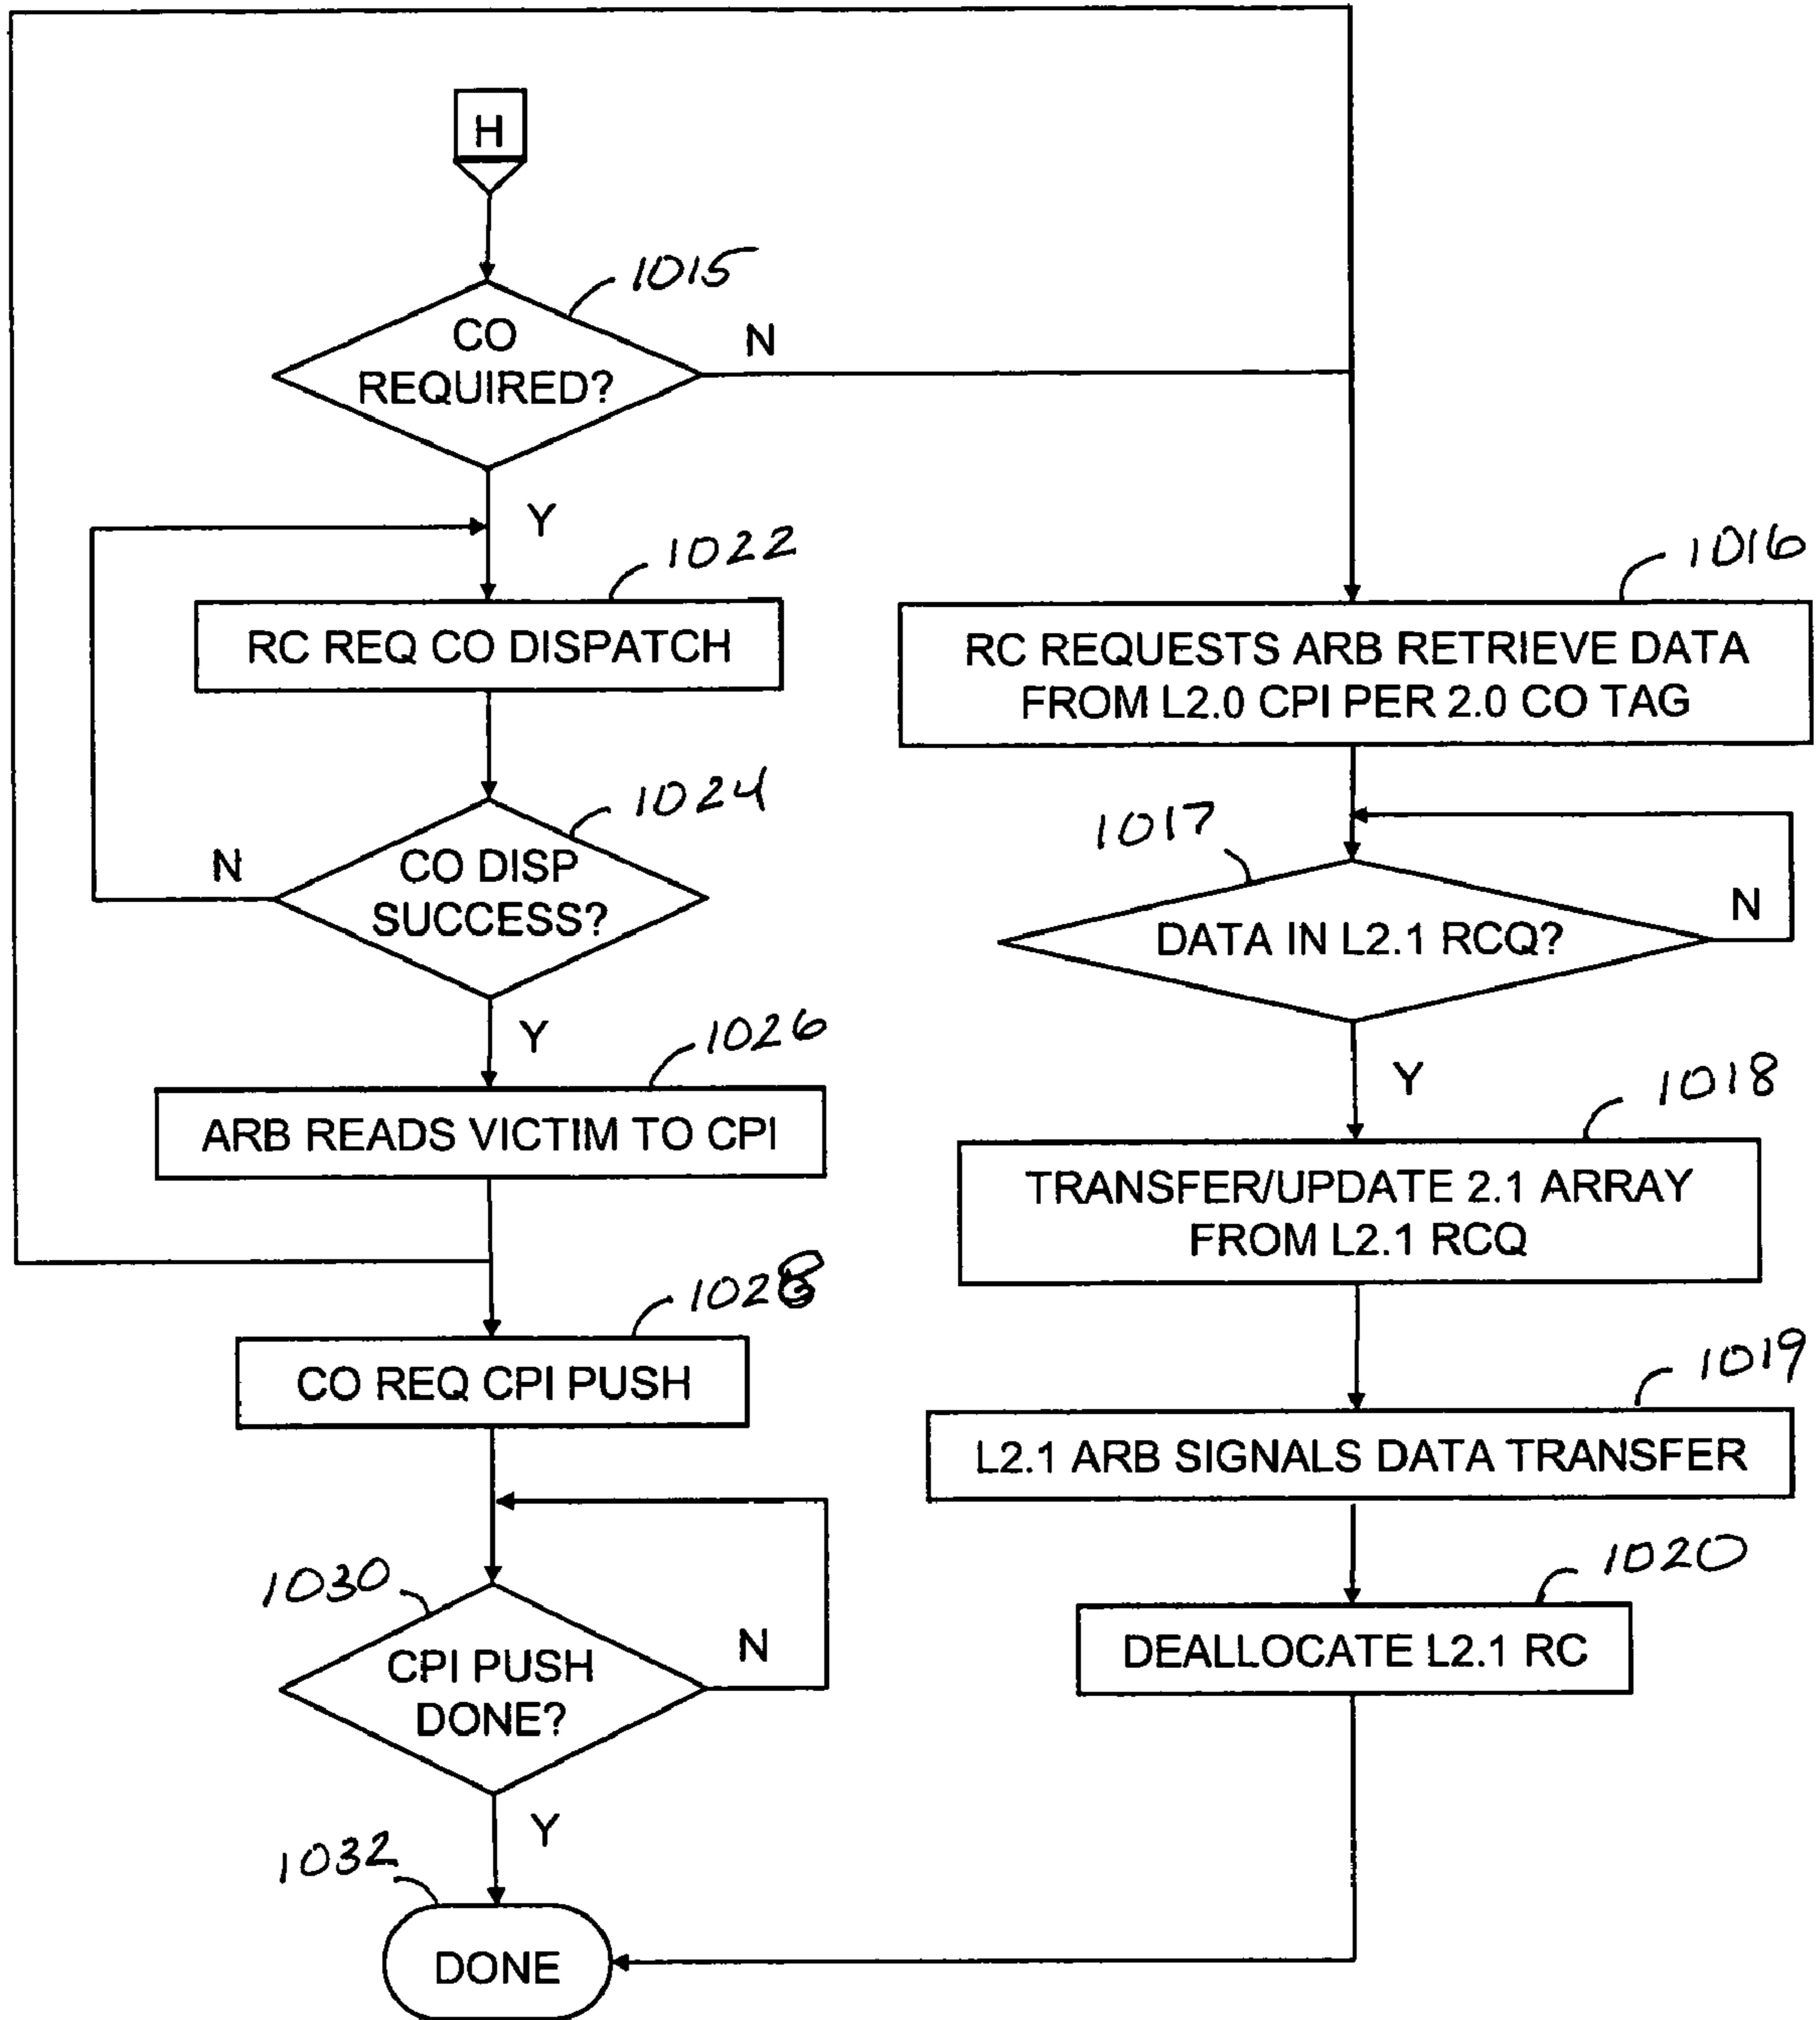 H
1015
CO
REQUIRED?
N
Y
1022
RC REQ CO DISPATCH
1024
CO DISP
SUCCESS?
N
Y
1026
ARB READS VICTIM TO CPI
1028
CO REQ CPI PUSH
1030
CPI PUSH
DONE?
N
Y
1032
DONE
1016
RC REQUESTS ARB RETRIEVE DATA
FROM L2.0 CPI PER 2.0 CO TAG
1017
DATA IN L2.1 RCQ?
N
Y
1018
TRANSFER/UPDATE 2.1 ARRAY
FROM L2.1 RCQ
1019
L2.1 ARB SIGNALS DATA TRANSFER
1020
DEALLOCATE L2.1 RC